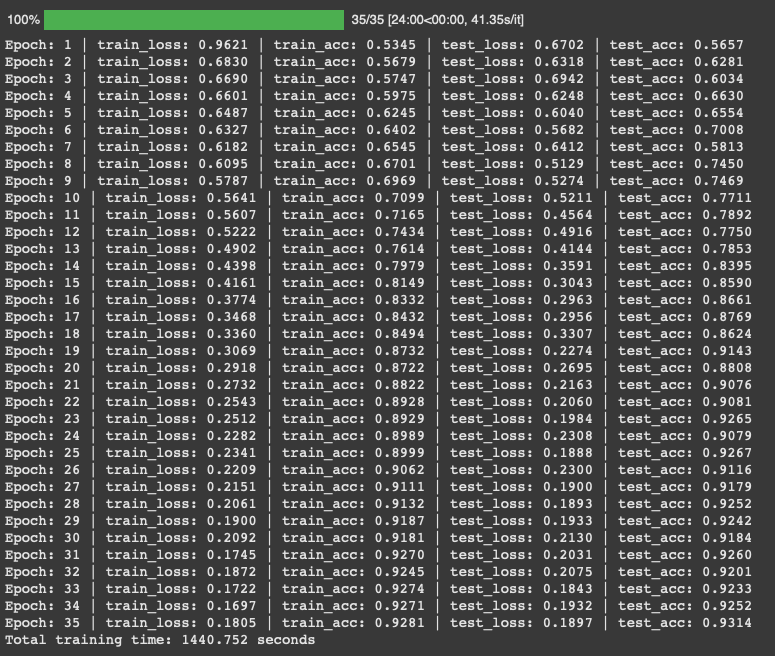 100% 35/35 [24:00<00:00, 41.35s/it]
Epoch: 1 | train_loss: 0.9621 | train_acc: 0.5345 | test_loss: 0.6702 | test_acc: 0.5657
Epoch: 2 | train_loss: 0.6830 | train_acc: 0.5679 | test_loss: 0.6318 | test_acc: 0.6281
Epoch: 3 | train_loss: 0.6690 | train_acc: 0.5747 | test_loss: 0.6942 | test_acc: 0.6034
Epoch: 4 | train_loss: 0.6601 | train_acc: 0.5975 | test_loss: 0.6248 | test_acc: 0.6630
Epoch: 5 | train_loss: 0.6487 | train_acc: 0.6245 | test_loss: 0.6040 | test_acc: 0.6554
Epoch: 6 | train_loss: 0.6327 | train_acc: 0.6402 | test_loss: 0.5682 | test_acc: 0.7008
Epoch: 7 | train_loss: 0.6182 | train_acc: 0.6545 | test_loss: 0.6412 | test_acc: 0.5813
Epoch: 8 | train_loss: 0.6095 | train_acc: 0.6701 | test_loss: 0.5129 | test_acc: 0.7450
Epoch: 9 | train_loss: 0.5787 | train_acc: 0.6969 | test_loss: 0.5274 | test_acc: 0.7469
Epoch: 10 | train_loss: 0.5641 | train_acc: 0.7099 | test_loss: 0.5211 | test_acc: 0.7711
Epoch: 11 | train_loss: 0.5607 | train_acc: 0.7165 | test_loss: 0.4564 | test_acc: 0.7892
Epoch: 12 | train_loss: 0.5222 | train_acc: 0.7434 | test_loss: 0.4916 | test_acc: 0.7750
Epoch: 13 | train_loss: 0.4902 | train_acc: 0.7614 | test_loss: 0.4144 | test_acc: 0.7853
Epoch: 14 | train_loss: 0.4398 | train_acc: 0.7979 | test_loss: 0.3591 | test_acc: 0.8395
Epoch: 15 | train_loss: 0.4161 | train_acc: 0.8149 | test_loss: 0.3043 | test_acc: 0.8590
Epoch: 16 | train_loss: 0.3774 | train_acc: 0.8332 | test_loss: 0.2963 | test_acc: 0.8661
Epoch: 17 | train_loss: 0.3468 | train_acc: 0.8432 | test_loss: 0.2956 | test_acc: 0.8769
Epoch: 18 | train_loss: 0.3360 | train_acc: 0.8494 | test_loss: 0.3307 | test_acc: 0.8624
Epoch: 19 | train_loss: 0.3069 | train_acc: 0.8732 | test_loss: 0.2274 | test_acc: 0.9143
Epoch: 20 | train_loss: 0.2918 | train_acc: 0.8722 | test_loss: 0.2695 | test_acc: 0.8808
Epoch: 21 | train_loss: 0.2732 | train_acc: 0.8822 | test_loss: 0.2163 | test_acc: 0.9076
Epoch: 22 | train_loss: 0.2543 | train_acc: 0.8928 | test_loss: 0.2060 | test_acc: 0.9081
Epoch: 23 | train_loss: 0.2512 | train_acc: 0.8929 | test_loss: 0.1984 | test_acc: 0.9265
Epoch: 24 | train_loss: 0.2282 | train_acc: 0.8989 | test_loss: 0.2308 | test_acc: 0.9079
Epoch: 25 | train_loss: 0.2341 | train_acc: 0.8999 | test_loss: 0.1888 | test_acc: 0.9267
Epoch: 26 | train_loss: 0.2209 | train_acc: 0.9062 | test_loss: 0.2300 | test_acc: 0.9116
Epoch: 27 | train_loss: 0.2151 | train_acc: 0.9111 | test_loss: 0.1900 | test_acc: 0.9179
Epoch: 28 | train_loss: 0.2061 | train_acc: 0.9132 | test_loss: 0.1893 | test_acc: 0.9252
Epoch: 29 | train_loss: 0.1900 | train_acc: 0.9187 | test_loss: 0.1933 | test_acc: 0.9242
Epoch: 30 | train_loss: 0.2092 | train_acc: 0.9181 | test_loss: 0.2130 | test_acc: 0.9184
Epoch: 31 | train_loss: 0.1745 | train_acc: 0.9270 | test_loss: 0.2031 | test_acc: 0.9260
Epoch: 32 | train_loss: 0.1872 | train_acc: 0.9245 | test_loss: 0.2075 | test_acc: 0.9201
Epoch: 33 | train_loss: 0.1722 | train_acc: 0.9274 | test_loss: 0.1843 | test_acc: 0.9233
Epoch: 34 | train_loss: 0.1697 | train_acc: 0.9271 | test_loss: 0.1932 | test_acc: 0.9252
Epoch: 35 | train_loss: 0.1805 | train_acc: 0.9281 | test_loss: 0.1897 | test_acc: 0.9314
Total training time: 1440.752 seconds